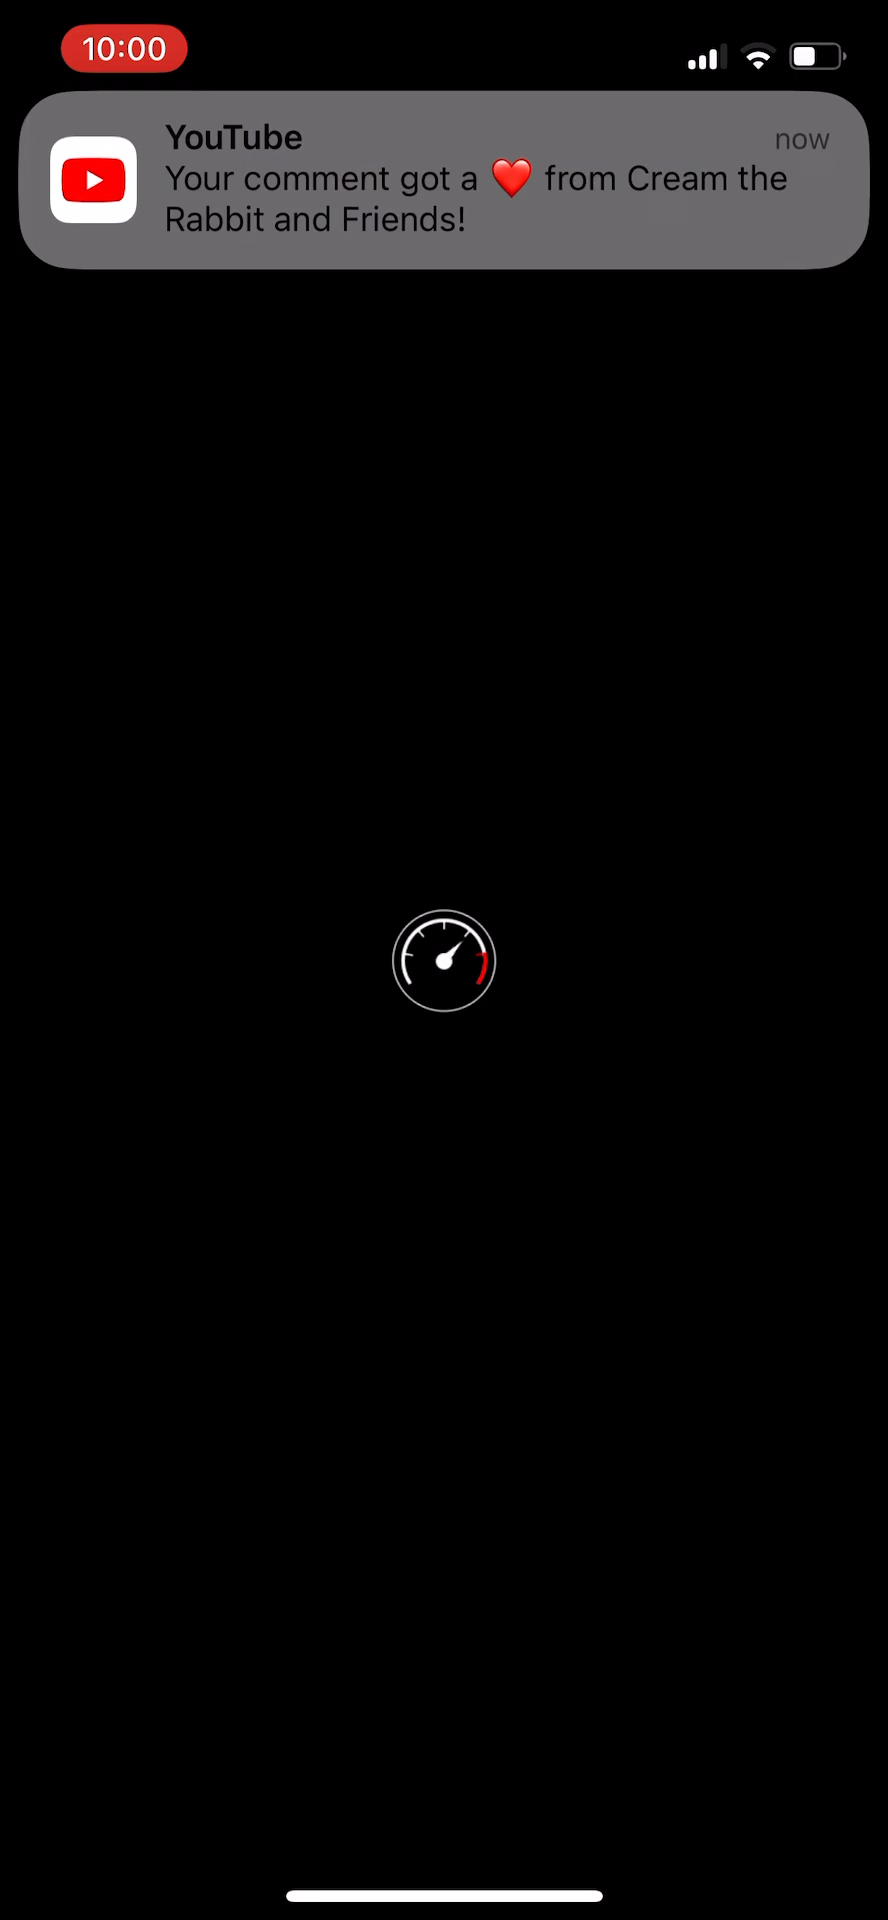 10:00
YouTube
now
Your comment got a ❤️ from Cream the
Rabbit and Friends!